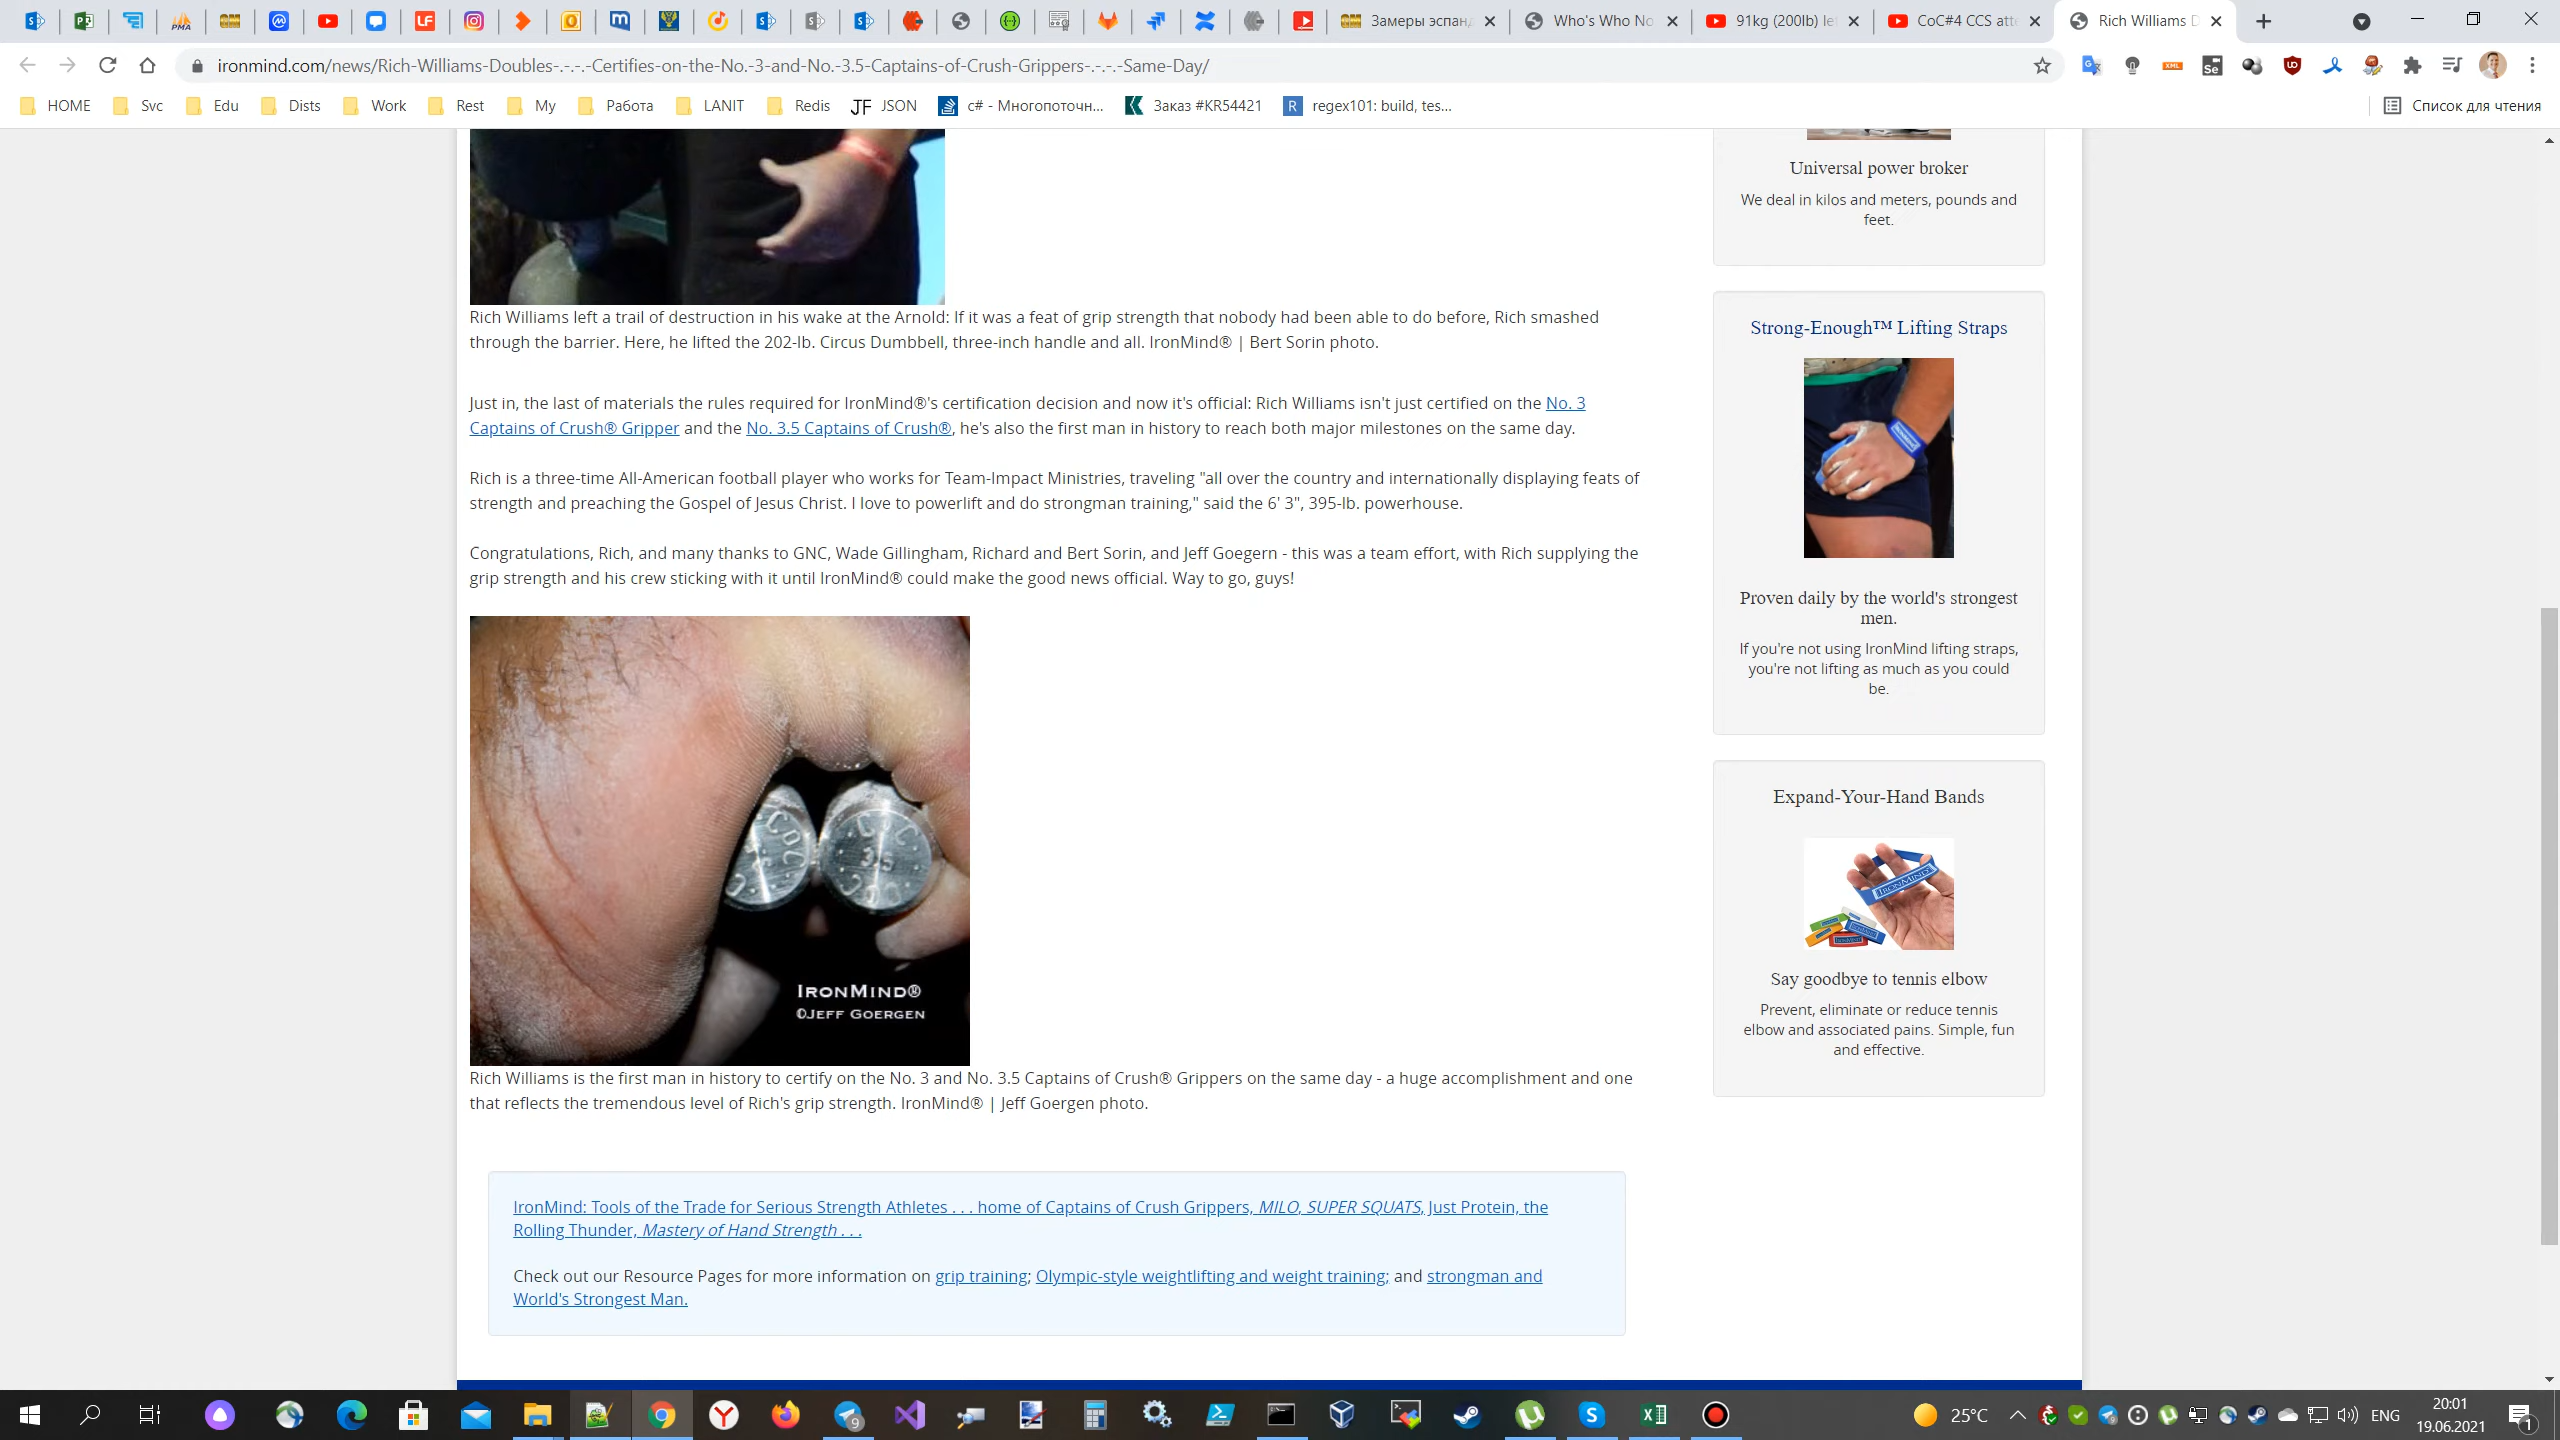 Замеры эспанд
Who's Who No
91kg (200lb) le
CoC#4 CCS atte
Rich Williams D
ironmind.com/news/Rich-Williams-Doubles-.-.-.-Certifies-on-the-No.-3-and-No.-3.5-Captains-of-Crush-Grippers-.-.-.-Same-Day/
HOME Svc Edu Dists Work Rest My Работа LANIT Redis JSON c# - Многопоточн... Заказ #KR54421 regex101: build, tes... Список для чтения
Rich Williams left a trail of destruction in his wake at the Arnold: If it was a feat of grip strength that nobody had been able to do before, Rich smashed
through the barrier. Here, he lifted the 202-lb. Circus Dumbbell, three-inch handle and all. IronMind® | Bert Sorin photo.
Just in, the last of materials the rules required for IronMind®'s certification decision and now it's official: Rich Williams isn't just certified on the No. 3
Captains of Crush® Gripper and the No. 3.5 Captains of Crush®, he's also the first man in history to reach both major milestones on the same day.
Rich is a three-time All-American football player who works for Team-Impact Ministries, traveling "all over the country and internationally displaying feats of
strength and preaching the Gospel of Jesus Christ. I love to powerlift and do strongman training," said the 6' 3", 395-lb. powerhouse.
Congratulations, Rich, and many thanks to GNC, Wade Gillingham, Richard and Bert Sorin, and Jeff Goegern - this was a team effort, with Rich supplying the
grip strength and his crew sticking with it until IronMind® could make the good news official. Way to go, guys!
COC
COC
3.5
IRONMIND®
©JEFF GOERGEN
Rich Williams is the first man in history to certify on the No. 3 and No. 3.5 Captains of Crush® Grippers on the same day - a huge accomplishment and one
that reflects the tremendous level of Rich's grip strength. IronMind® | Jeff Goergen photo.
IronMind: Tools of the Trade for Serious Strength Athletes . . . home of Captains of Crush Grippers, MILO, SUPER SQUATS, Just Protein, the
Rolling Thunder, Mastery of Hand Strength . . .
Check out our Resource Pages for more information on grip training; Olympic-style weightlifting and weight training; and strongman and
World's Strongest Man.
Universal power broker
We deal in kilos and meters, pounds and
feet.
Strong-Enough™ Lifting Straps
Proven daily by the world's strongest
men.
If you're not using IronMind lifting straps,
you're not lifting as much as you could
be.
Expand-Your-Hand Bands
IRONMIND
Say goodbye to tennis elbow
Prevent, eliminate or reduce tennis
elbow and associated pains. Simple, fun
and effective.
25°C
ENG
20:01
19.06.2021